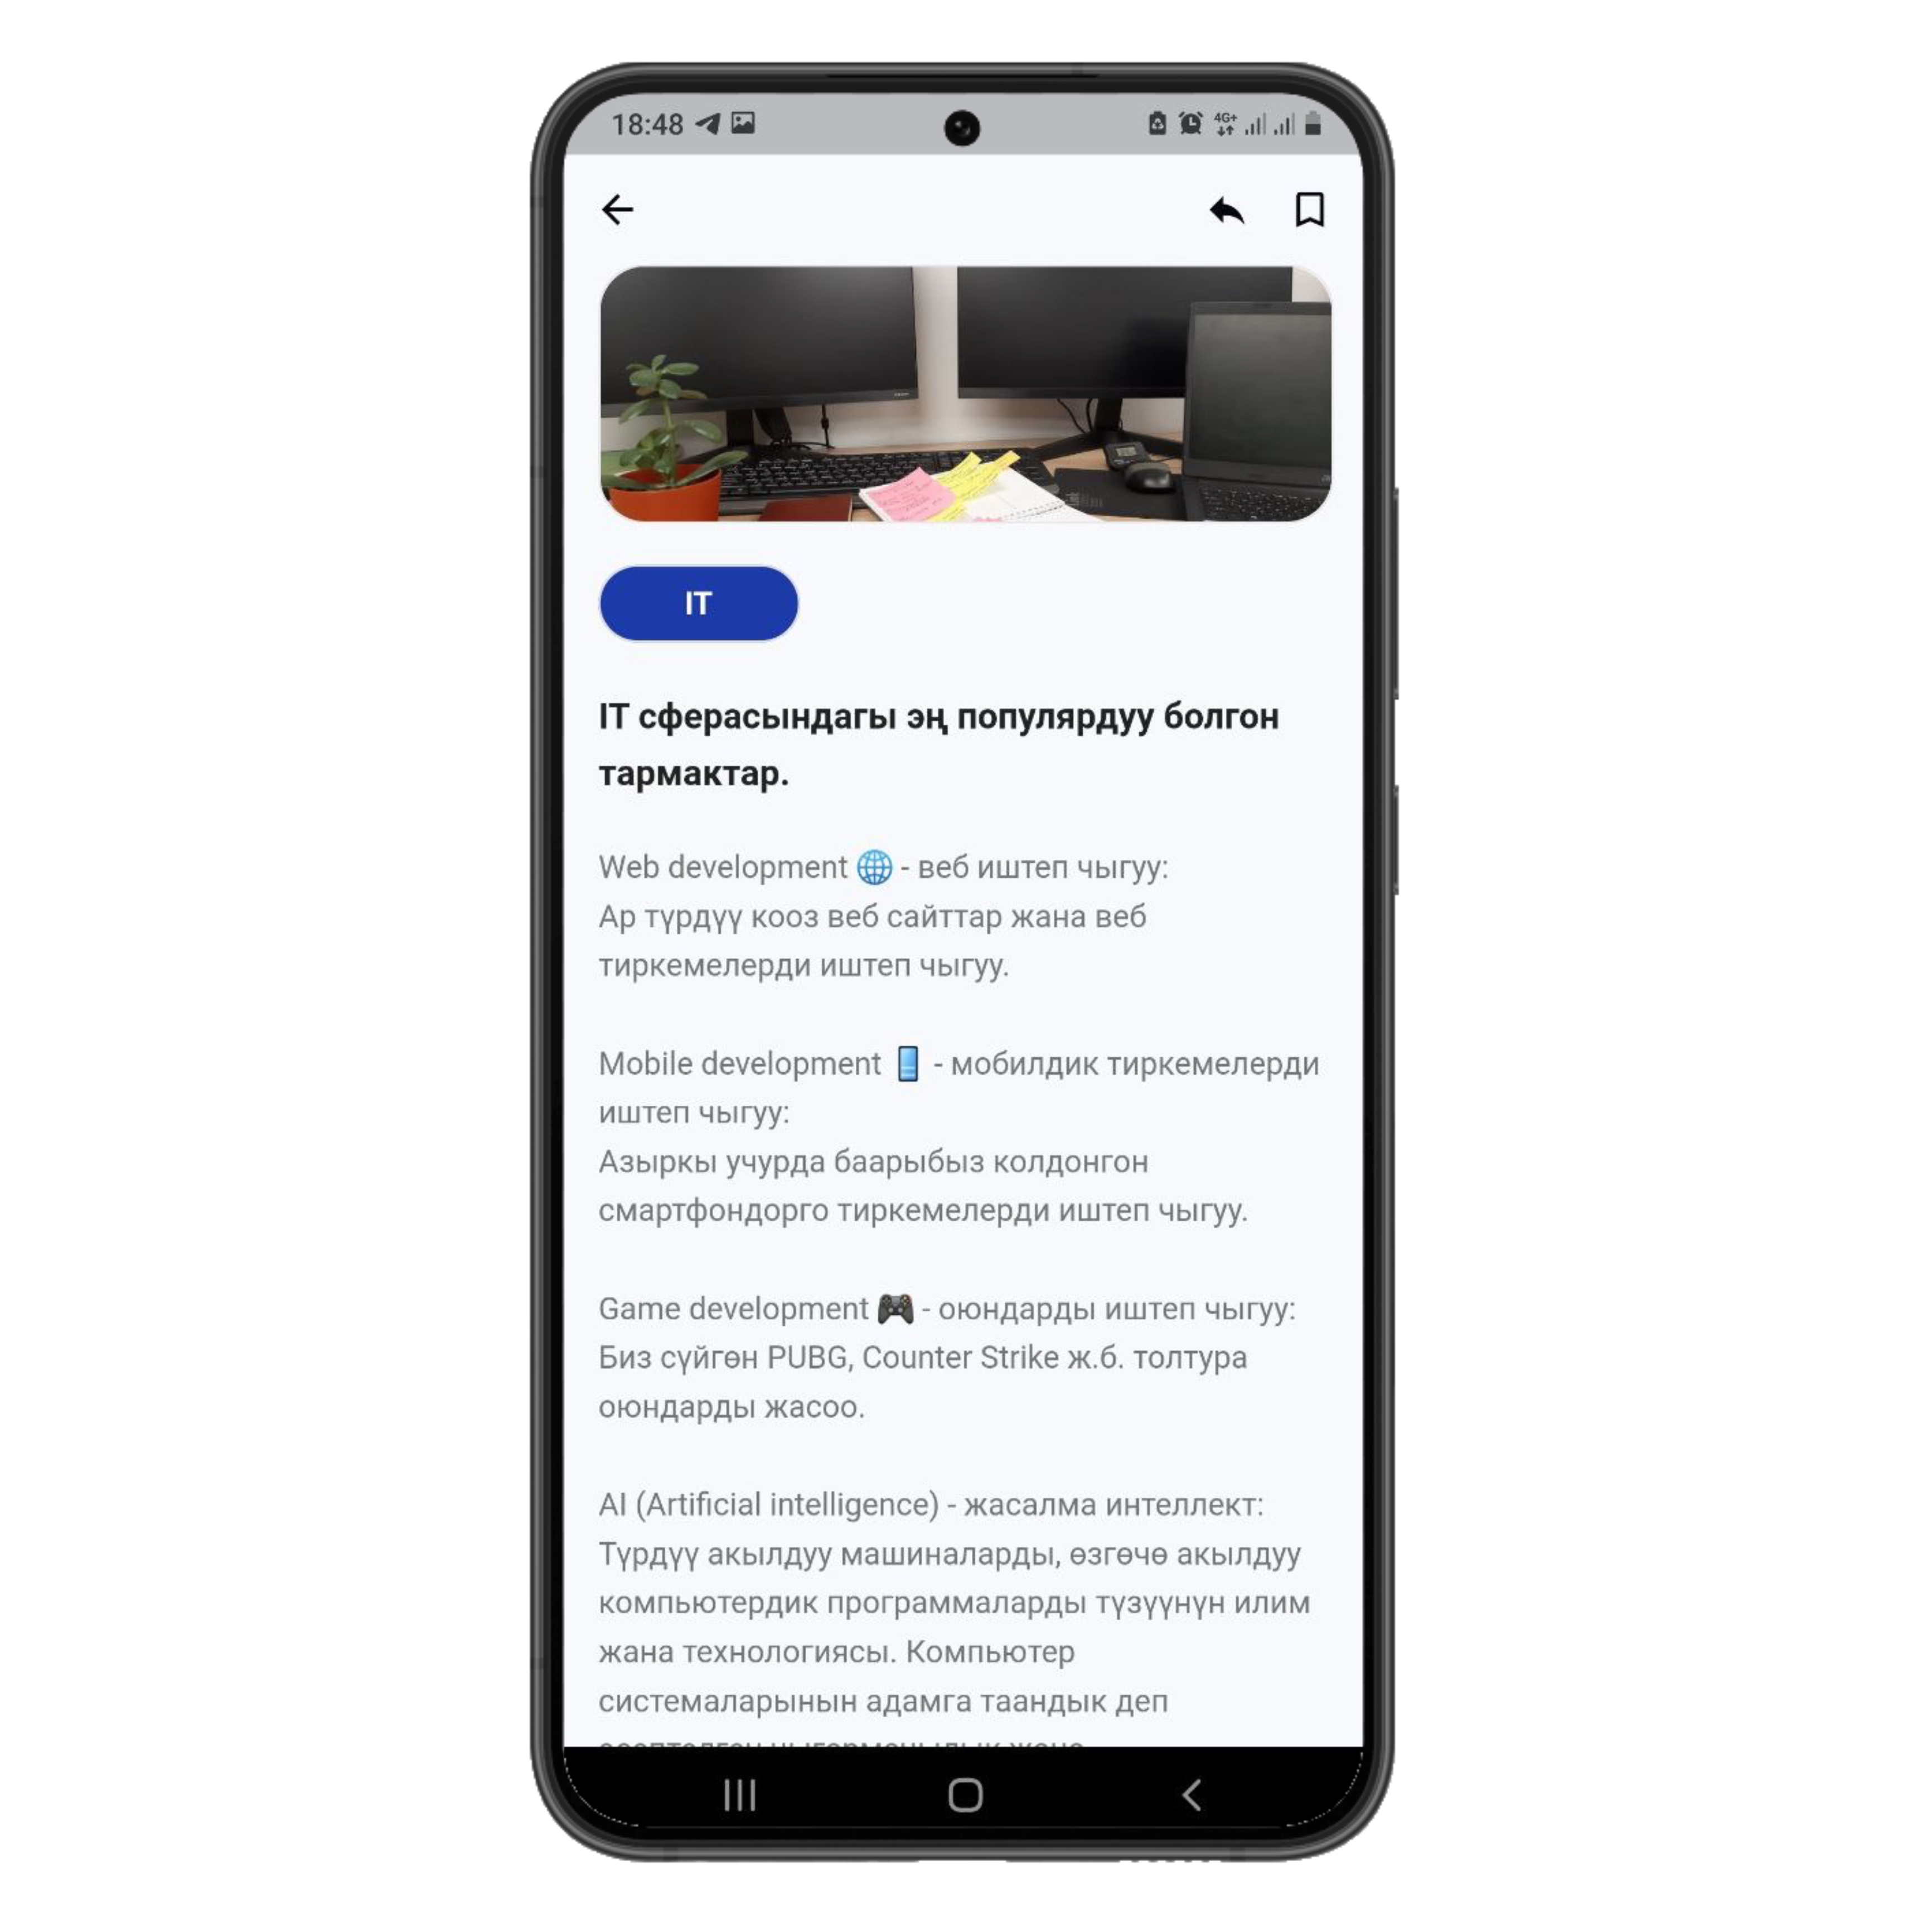 18:48
4G+
IT
IT сферасындагы эң популярдуу болгон
тармактар.
Web development 🌐 - веб иштеп чыгуу:
Ар түрдүү кооз веб сайттар жана веб
тиркемелерди иштеп чыгуу.
Mobile development 📱 - мобилдик тиркемелерди
иштеп чыгуу:
Азыркы учурда баарыбыз колдонгон
смартфондорго тиркемелерди иштеп чыгуу.
Game development 🎮 - оюндарды иштеп чыгуу:
Биз сүйгөн PUBG, Counter Strike ж.б. толтура
оюндарды жасоо.
AI (Artificial intelligence) - жасалма интеллект:
Түрдүү акылдуу машиналарды, өзгөчө акылдуу
компьютердик программаларды түзүүнүн илим
жана технологиясы. Компьютер
системаларынын адамга таандык деп